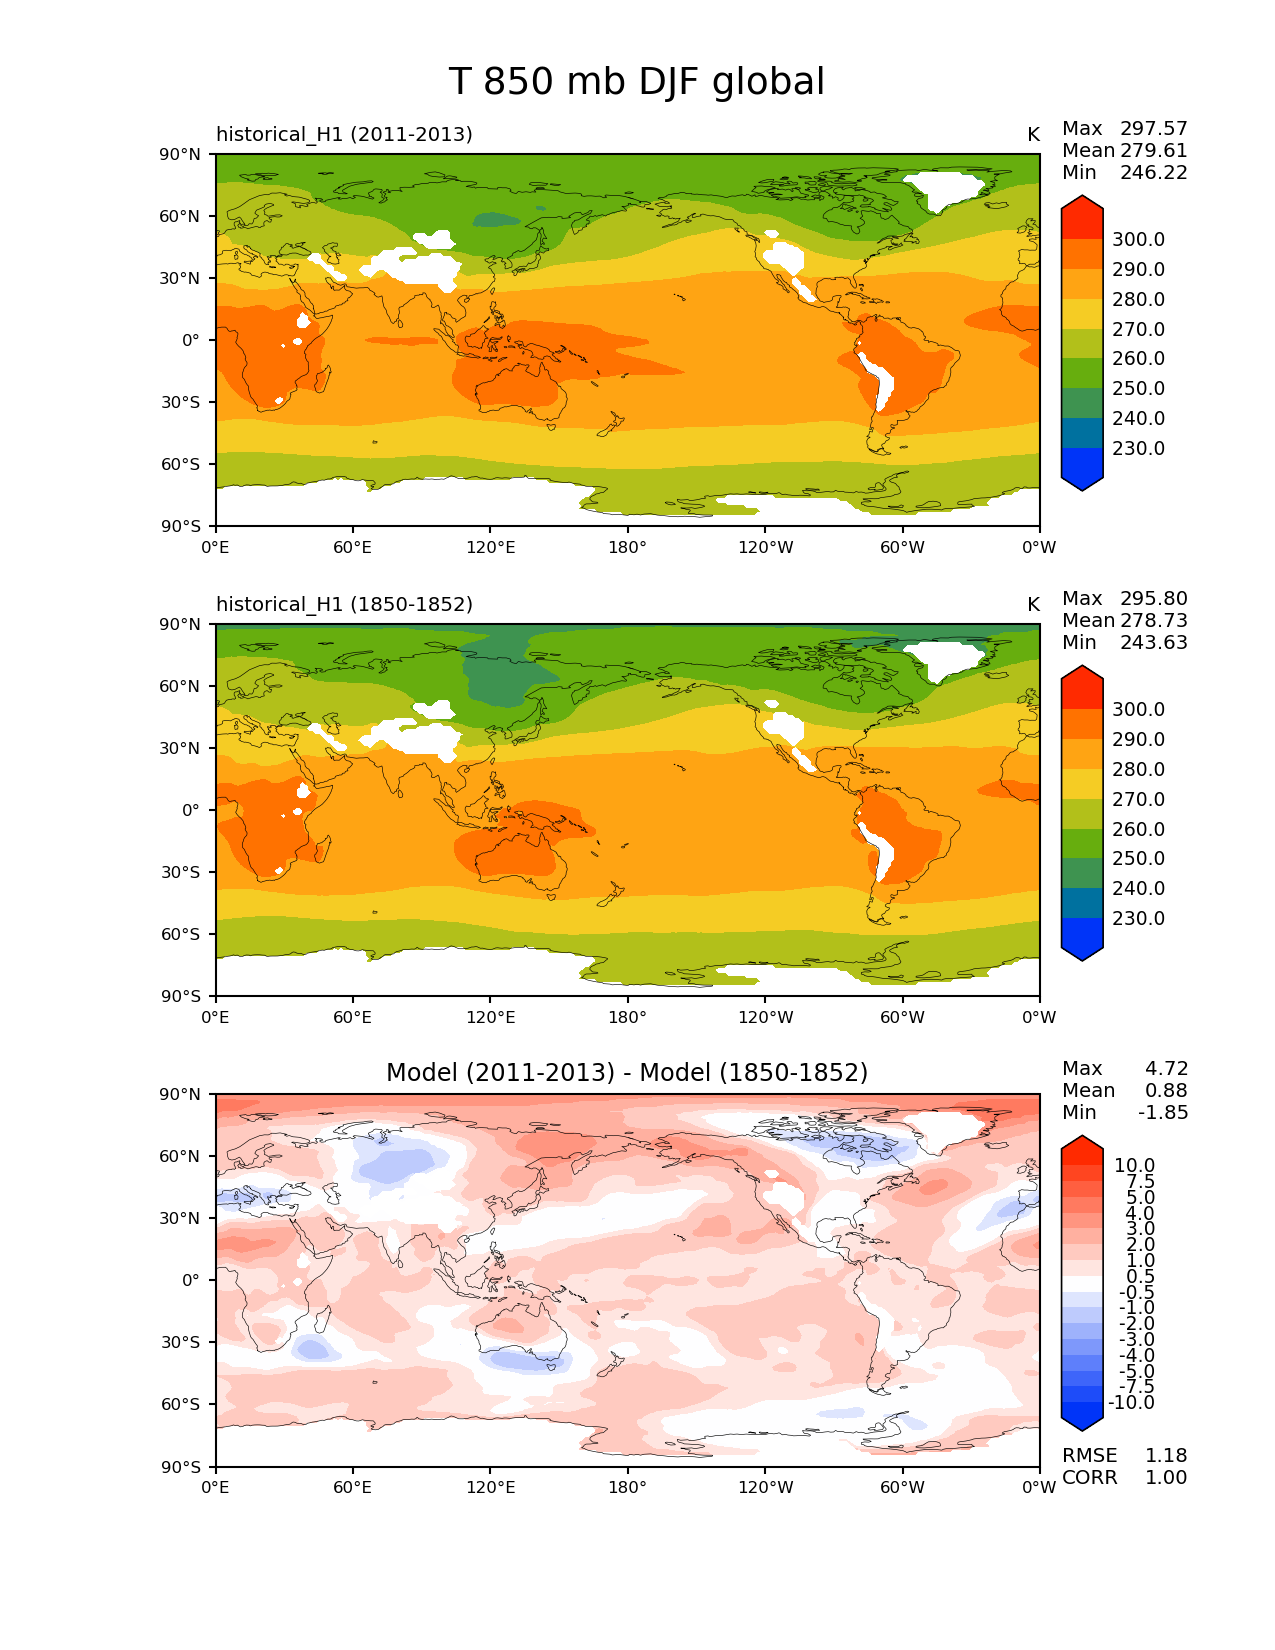 T 850 mb DJF global
historical_H1 (2011-2013) K
Max 297.57
Mean 279.61
Min 246.22
90°N
60°N
30°N
0°
30°S
60°S
90°S
0°E 60°E 120°E 180° 120°W 60°W 0°W
300.0
290.0
280.0
270.0
260.0
250.0
240.0
230.0
historical_H1 (1850-1852) K
Max 295.80
Mean 278.73
Min 243.63
90°N
60°N
30°N
0°
30°S
60°S
90°S
0°E 60°E 120°E 180° 120°W 60°W 0°W
300.0
290.0
280.0
270.0
260.0
250.0
240.0
230.0
Model (2011-2013) - Model (1850-1852)
Max 4.72
Mean 0.88
Min -1.85
90°N
60°N
30°N
0°
30°S
60°S
90°S
0°E 60°E 120°E 180° 120°W 60°W 0°W
10.0
7.5
5.0
4.0
3.0
2.0
1.0
0.5
-0.5
-1.0
-2.0
-3.0
-4.0
-5.0
-7.5
-10.0
RMSE 1.18
CORR 1.00